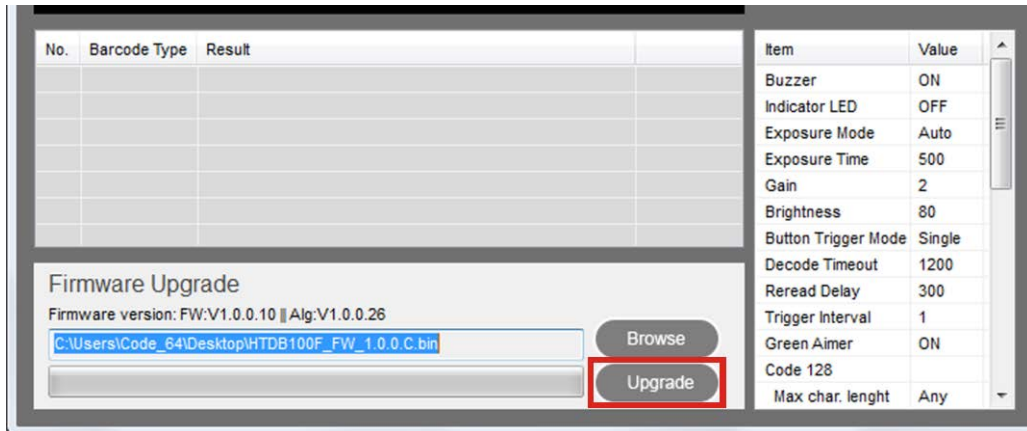 No. Barcode Type Result
Firmware Upgrade
Firmware version: FW:V1.0.0.10 || Alg:V1.0.0.26
C:\Users\Code_64\Desktop\HTDB100F_FW_1.0.0.C.bin
Browse
Upgrade
Item Value
Buzzer ON
Indicator LED OFF
Exposure Mode Auto
Exposure Time 500
Gain 2
Brightness 80
Button Trigger Mode Single
Decode Timeout 1200
Reread Delay 300
Trigger Interval 1
Green Aimer ON
Code 128
Max char. lenght Any